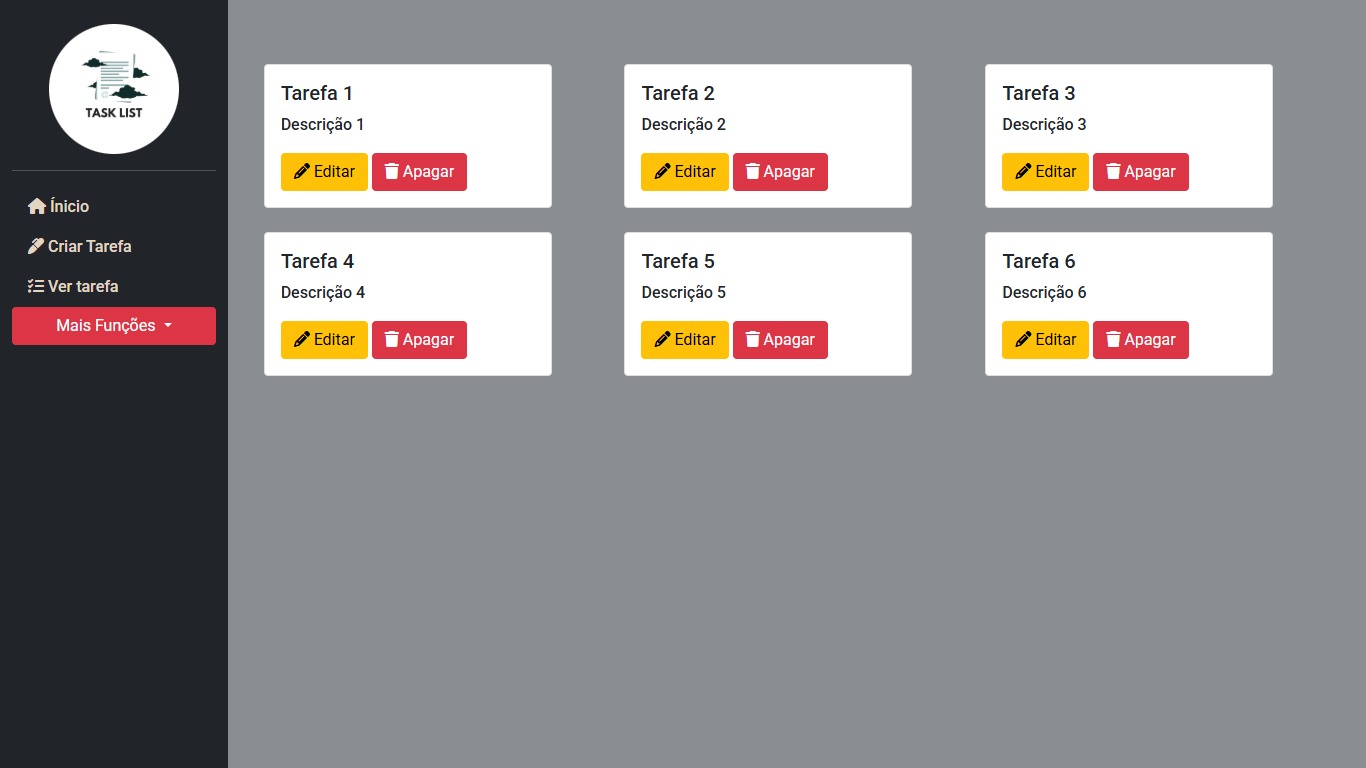 TASK LIST
Ínicio
Criar Tarefa
Ver tarefa
Mais Funções
Tarefa 1
Descrição 1
Editar Apagar
Tarefa 2
Descrição 2
Editar Apagar
Tarefa 3
Descrição 3
Editar Apagar
Tarefa 4
Descrição 4
Editar Apagar
Tarefa 5
Descrição 5
Editar Apagar
Tarefa 6
Descrição 6
Editar Apagar